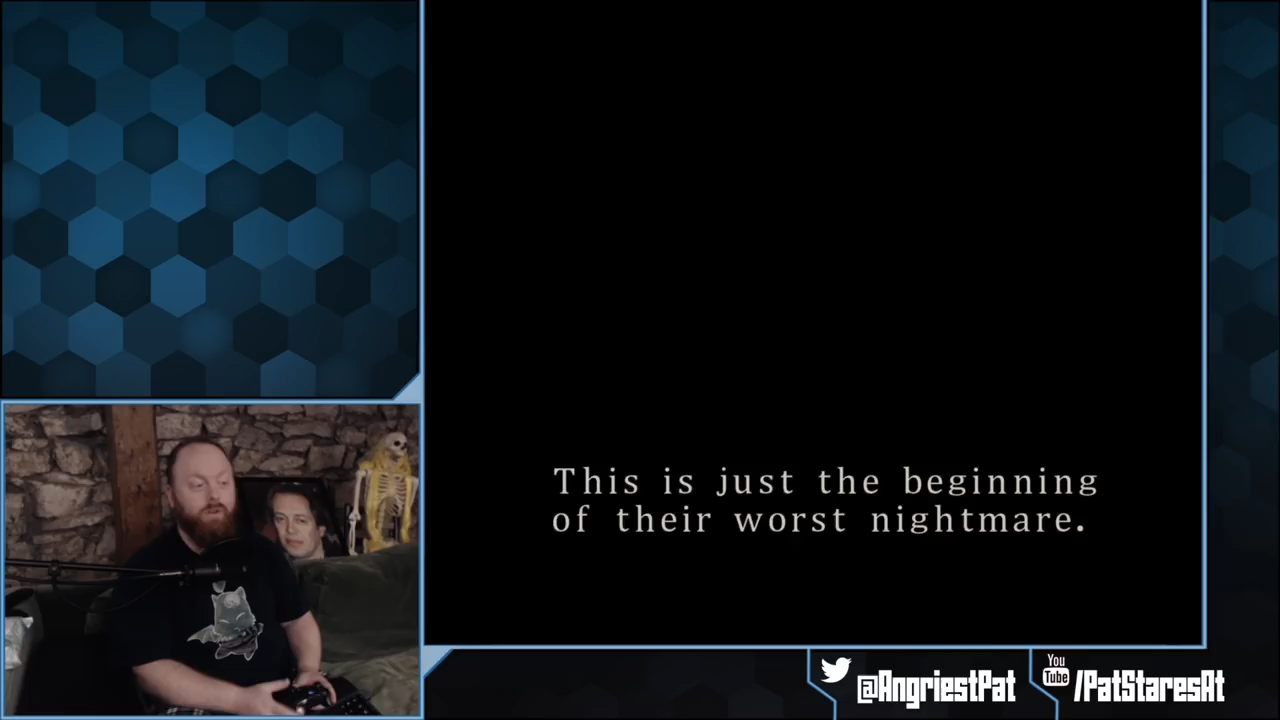 This is just the beginning
of their worst nightmare.
@AngriestPat
You
Tube
/PatStaresAt